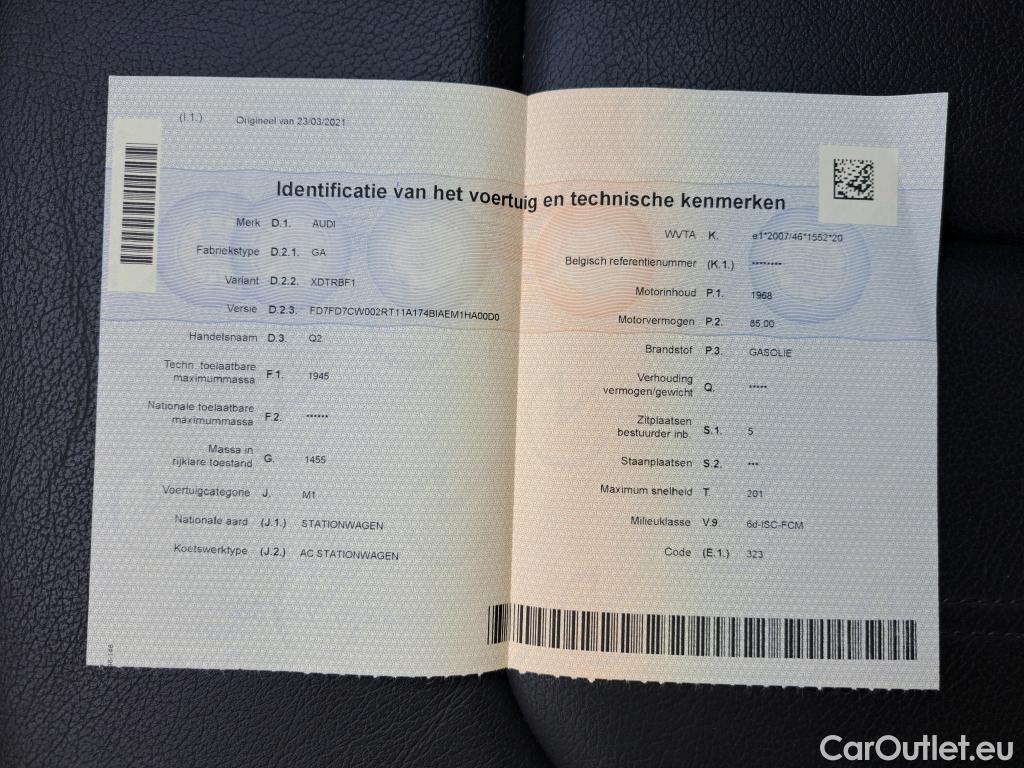 (I.1.) Origineel van 23/03/2021
Identificatie van het voertuig en technische kenmerken
Merk D.1. AUDI
Fabriekstype D.2.1. GA
Variant D.2.2. XDTRBF1
Versie D.2.3. FD7FD7CW002RT11A174BIAEM1HA00D0
Handelsnaam D.3. Q2
Techn. toelaatbare
maximummassa F.1. 1945
Nationale toelaatbare
maximummassa F.2. ******
Massa in
rijklare toestand G. 1455
Voertuigcategorie J. M1
Nationale aard (J.1.) STATIONWAGEN
Koetswerktype (J.2.) AC STATIONWAGEN
WVTA K. e1*2007/46*1552*20
Belgisch referentienummer (K.1.) ********
Motorinhoud P.1. 1968
Motorvermogen P.2. 85,00
Brandstof P.3. GASOLIE
Verhouding
vermogen/gewicht Q. *****
Zitplaatsen
bestuurder inb. S.1. 5
Staanplaatsen S.2. ***
Maximum snelheid T. 201
Milieuklasse V.9. 6d-ISC-FCM
Code (E.1.) 323
CarOutlet.eu